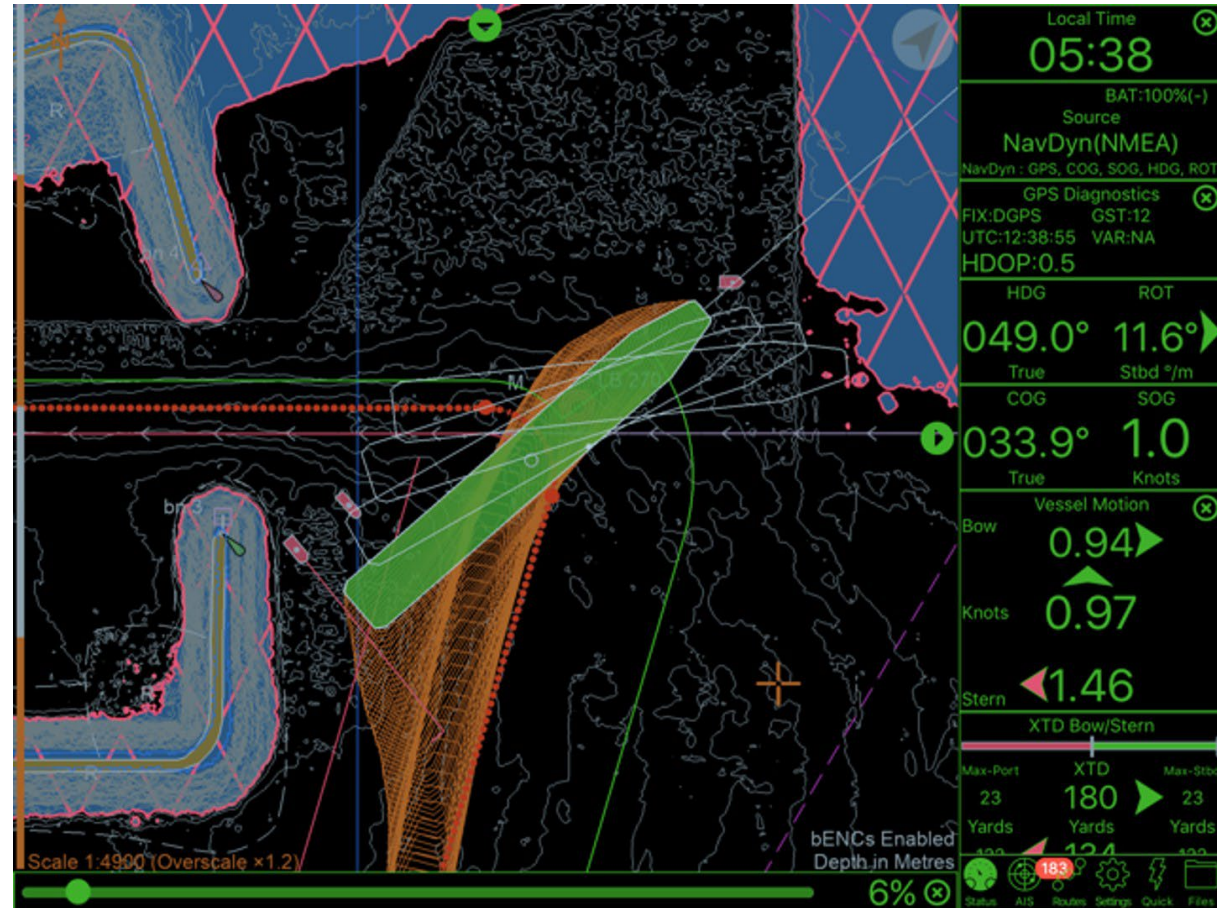 Local Time
05:38
BAT:100%(-)
Source
NavDyn(NMEA)
NavDyn : GPS, COG, SOG, HDG, ROT
GPS Diagnostics
FIX:DGPS GST:12
UTC:12:38:55 VAR:NA
HDOP:0.5
HDG ROT
049.0° 11.6°
True Stbd °/m
COG SOG
033.9° 1.0
True Knots
Vessel Motion
Bow 0.94
Knots 0.97
Stern 1.46
XTD Bow/Stern
Max-Port XTD Max-Stbd
23 180 23
Yards Yards Yards
R
bn 4
M
LB 270
bn 3
R
R
Scale 1:4900 (Overscale ×1.2)
bENCs Enabled
Depth in Metres
6%
183
Status AIS Routes Settings Quick Files